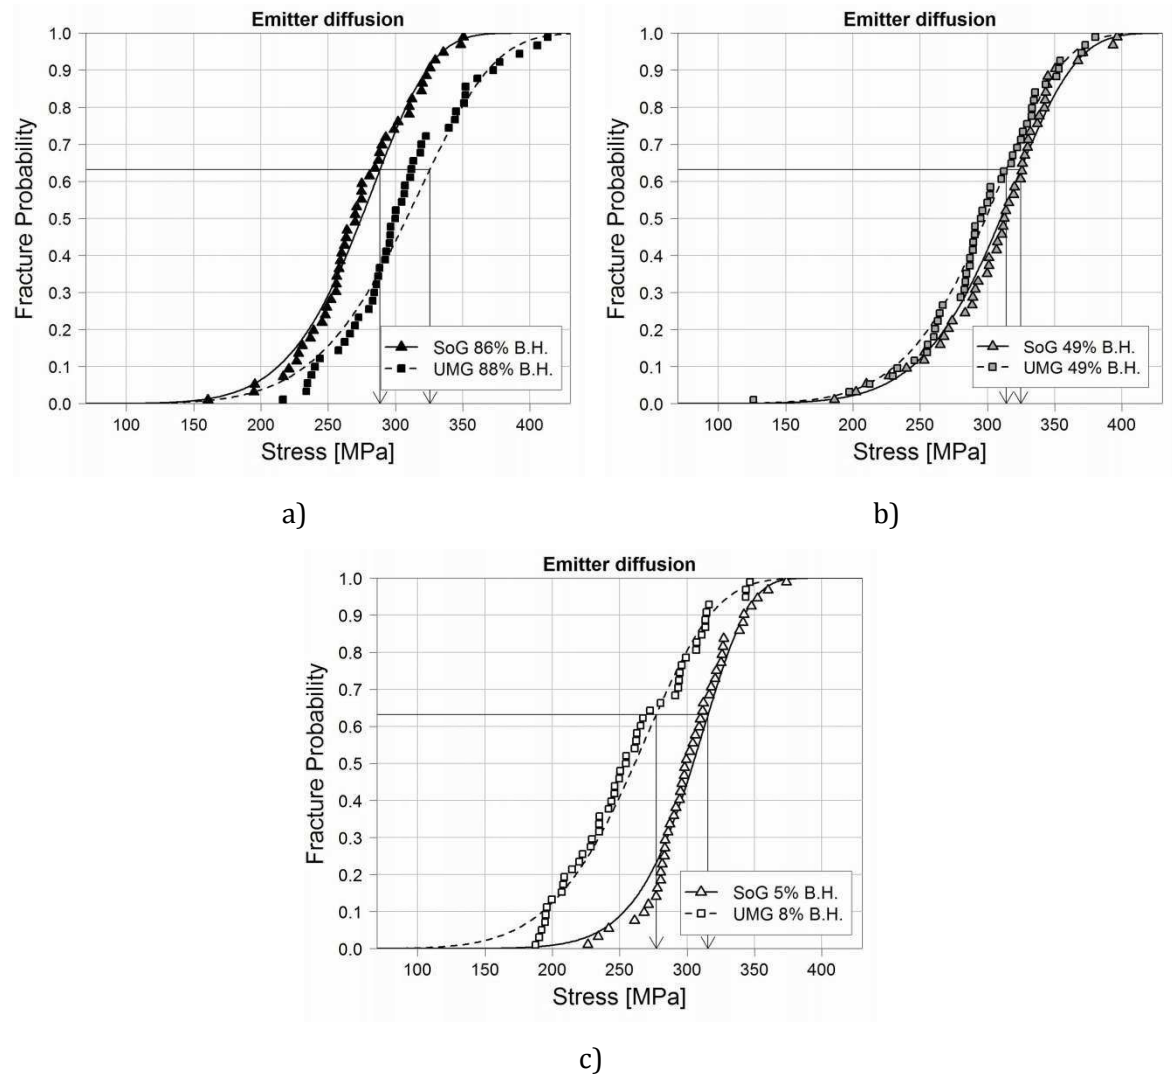 Emitter diffusion
1.0
0.9
0.8
0.7
0.6
0.5
0.4
0.3
0.2
0.1
0.0
Fracture Probability
SoG 86% B.H.
UMG 88% B.H.
100 150 200 250 300 350 400
Stress [MPa]
a)
Emitter diffusion
1.0
0.9
0.8
0.7
0.6
0.5
0.4
0.3
0.2
0.1
0.0
Fracture Probability
SoG 49% B.H.
UMG 49% B.H.
100 150 200 250 300 350 400
Stress [MPa]
b)
Emitter diffusion
1.0
0.9
0.8
0.7
0.6
0.5
0.4
0.3
0.2
0.1
0.0
Fracture Probability
SoG 5% B.H.
UMG 8% B.H.
100 150 200 250 300 350 400
Stress [MPa]
c)